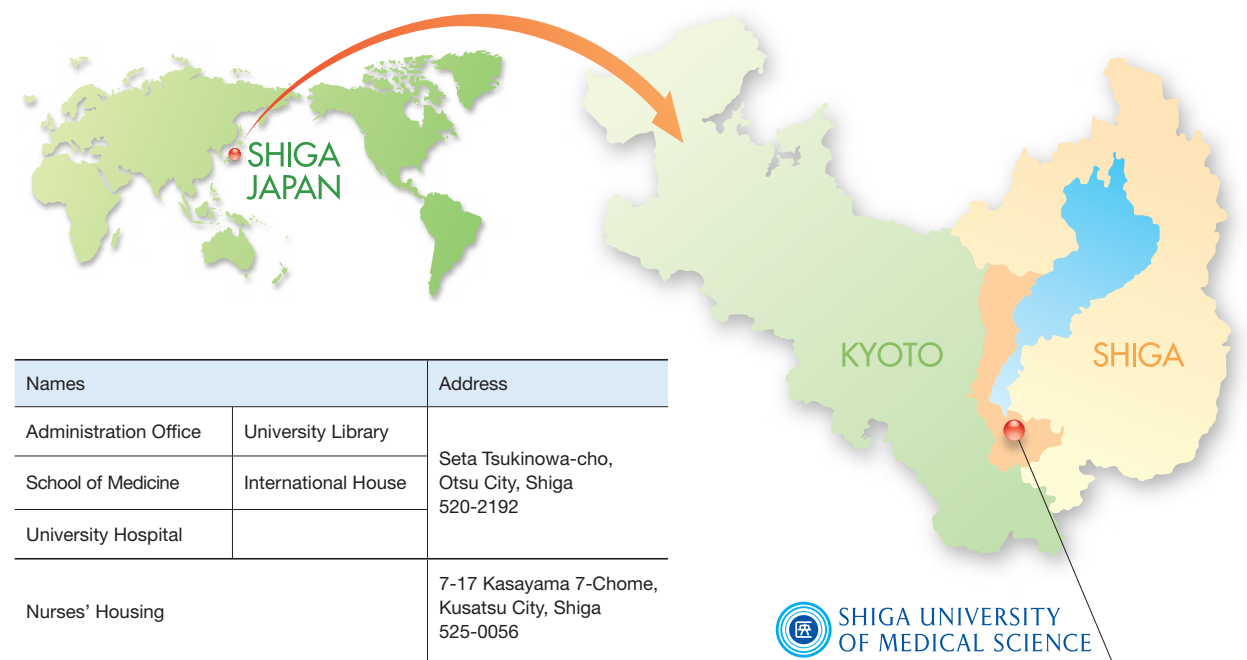 SHIGA
JAPAN
KYOTO
SHIGA
Names
Address
Administration Office
University Library
School of Medicine
International House
University Hospital
Seta Tsukinowa-cho,
Otsu City, Shiga
520-2192
Nurses’ Housing
7-17 Kasayama 7-Chome,
Kusatsu City, Shiga
525-0056
医
SHIGA UNIVERSITY
OF MEDICAL SCIENCE